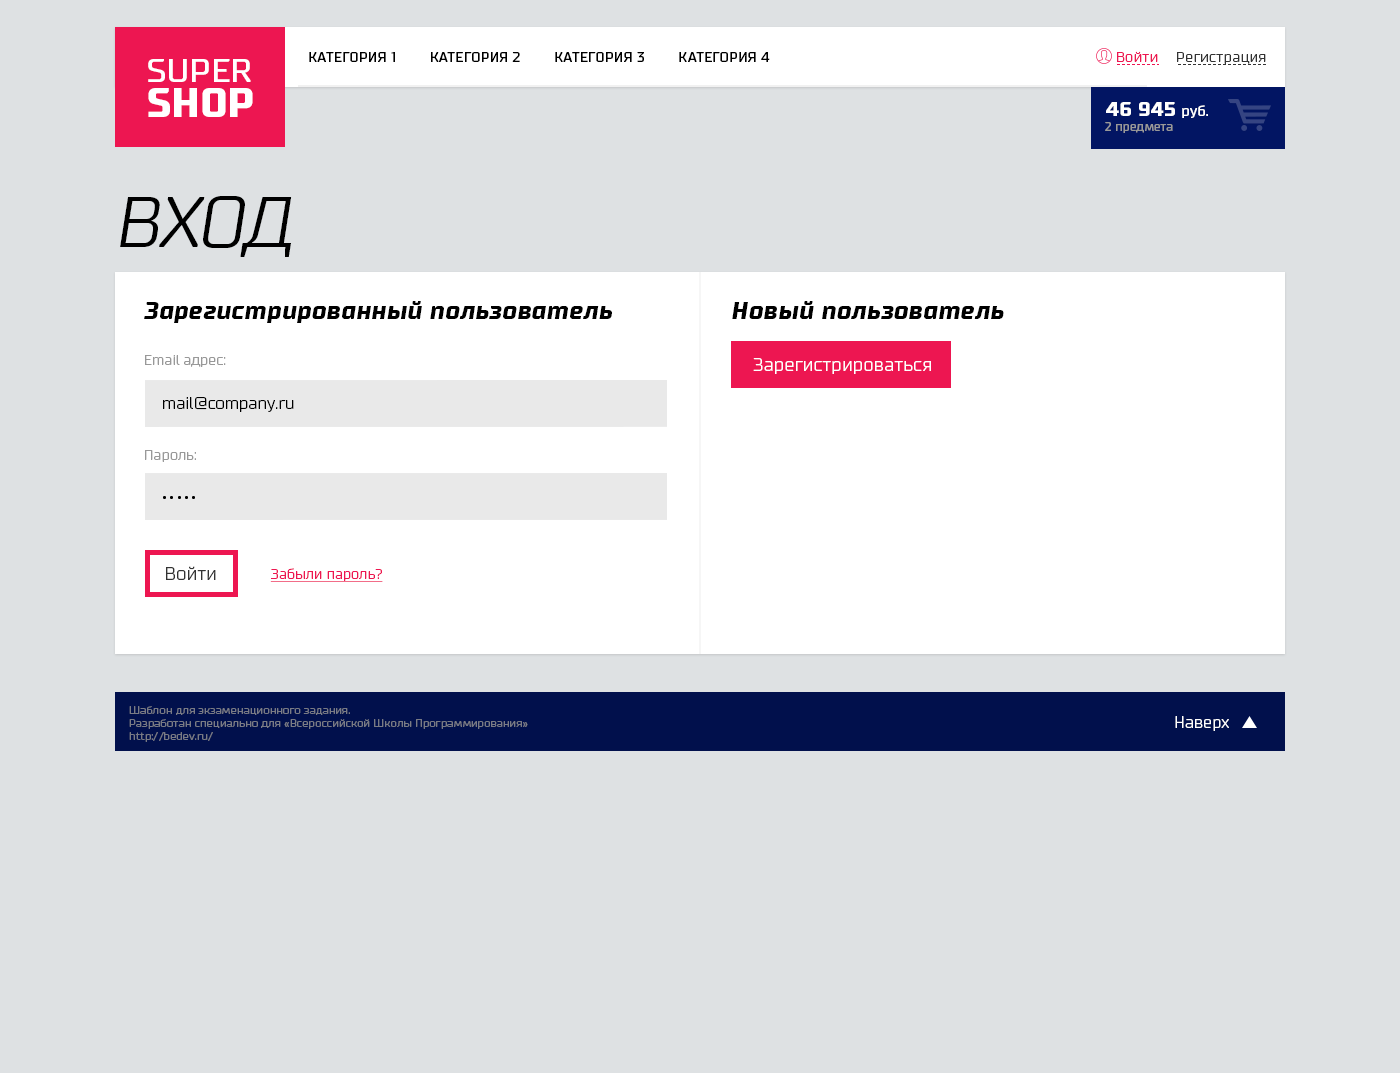 SUPER
SHOP
КАТЕГОРИЯ 1 КАТЕГОРИЯ 2 КАТЕГОРИЯ 3 КАТЕГОРИЯ 4
Войти Регистрация
46 945 руб.
2 предмета
ВХОД
Зарегистрированный пользователь
Email адрес:
mail@company.ru
Пароль:
•••••
Войти Забыли пароль?
Новый пользователь
Зарегистрироваться
Шаблон для экзаменационного задания.
Разработан специально для «Всероссийской Школы Программирования»
http://bedev.ru/
Наверх